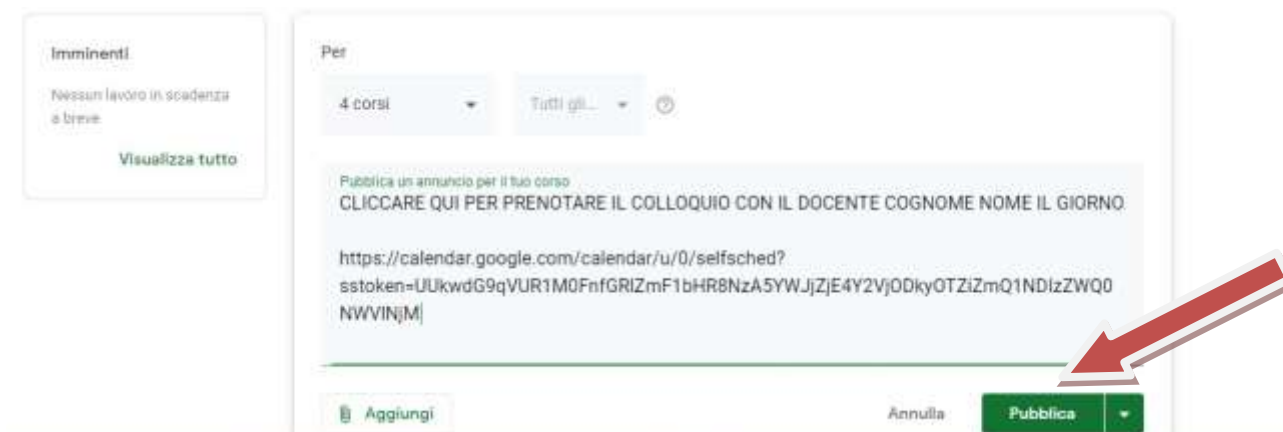 Imminenti
Nessun lavoro in scadenza
a breve
Visualizza tutto
Per
4 corsi
Tutti gli...
Pubblica un annuncio per il tuo corso
CLICCARE QUI PER PRENOTARE IL COLLOQUIO CON IL DOCENTE COGNOME NOME IL GIORNO
https://calendar.google.com/calendar/u/0/selfsched?
sstoken=UUkwdG9qVUR1M0FnfGRlZmF1bHR8NzA5YWJjZjE4Y2VjODkyOTZiZmQ1NDIzZWQ0
NWVlNjM
Aggiungi
Annulla
Pubblica